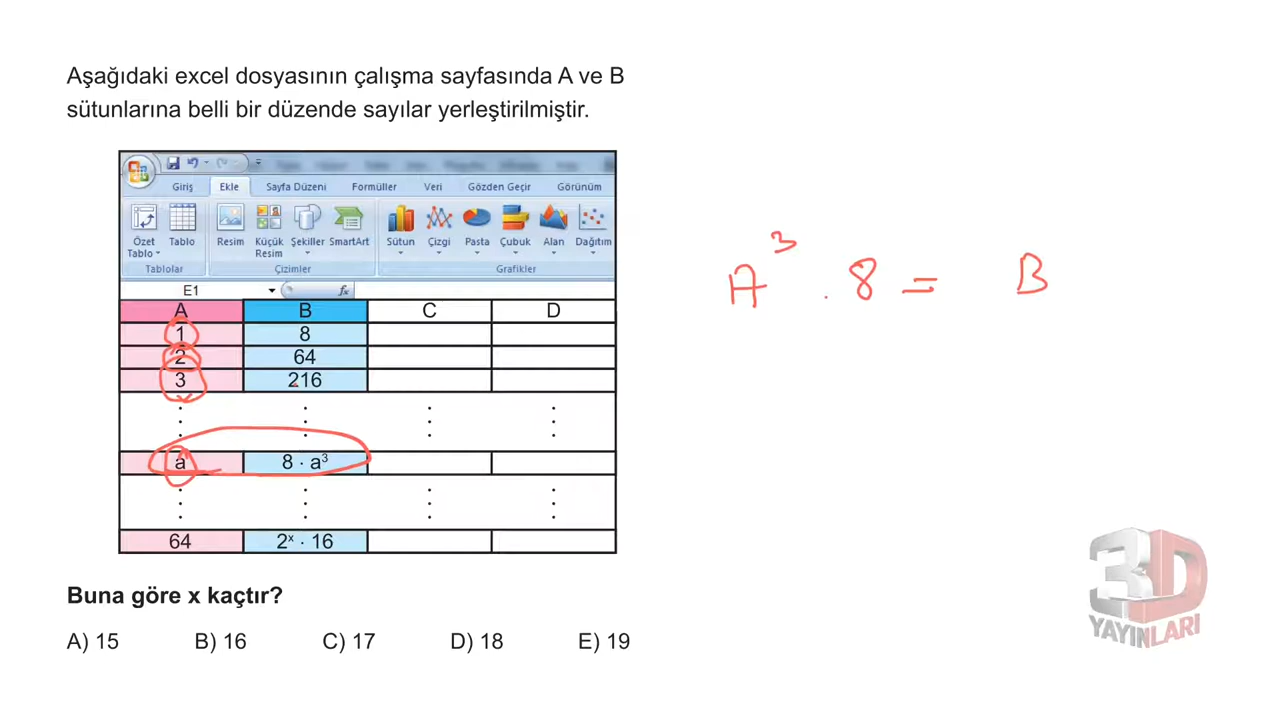 Aşağıdaki excel dosyasının çalışma sayfasında A ve B
sütunlarına belli bir düzende sayılar yerleştirilmiştir.
Giriş Ekle Sayfa Düzeni Formüller Veri Gözden Geçir Görünüm
Özet Tablo Tablo Resim Küçük Resim Şekiller SmartArt Sütun Çizgi Pasta Çubuk Alan Dağıtım
Tablolar Çizimler Grafikler
E1 fx
A B C D
1 8
2 64
3 216
a 8 · a³
64 2ˣ · 16
Buna göre x kaçtır?
A) 15 B) 16 C) 17 D) 18 E) 19
A³ . 8 = B
3D
YAYINLARI